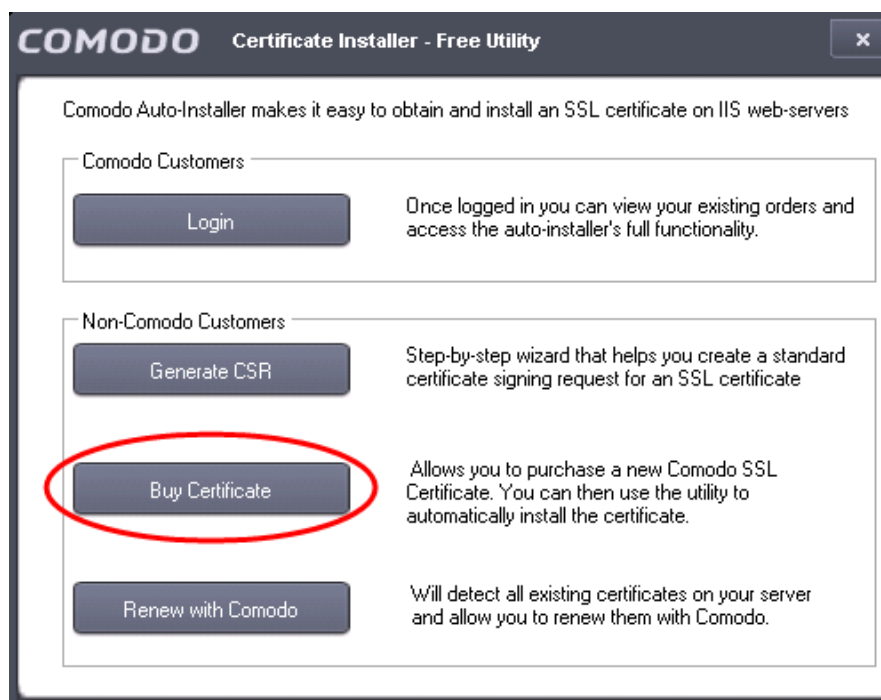 COMODO Certificate Installer - Free Utility x
Comodo Auto-Installer makes it easy to obtain and install an SSL certificate on IIS web-servers
Comodo Customers
Login
Once logged in you can view your existing orders and
access the auto-installer's full functionality.
Non-Comodo Customers
Generate CSR
Step-by-step wizard that helps you create a standard
certificate signing request for an SSL certificate
Buy Certificate
Allows you to purchase a new Comodo SSL
Certificate. You can then use the utility to
automatically install the certificate.
Renew with Comodo
Will detect all existing certificates on your server
and allow you to renew them with Comodo.